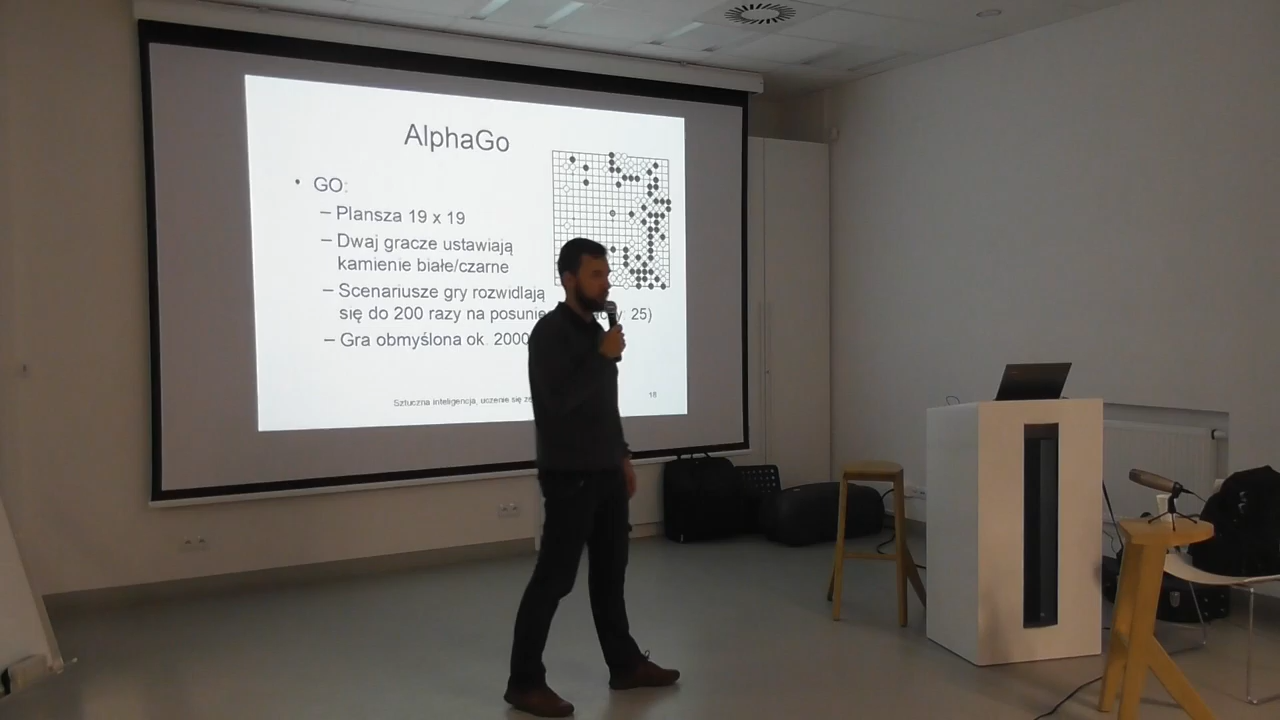 AlphaGo
• GO:
– Plansza 19 x 19
– Dwaj gracze ustawiają
kamienie białe/czarne
– Scenariusze gry rozwidlają
się do 200 razy na 25)
– Gra obmyślona ok. 2000
Sztuczna inteligencja, uczenie się
18